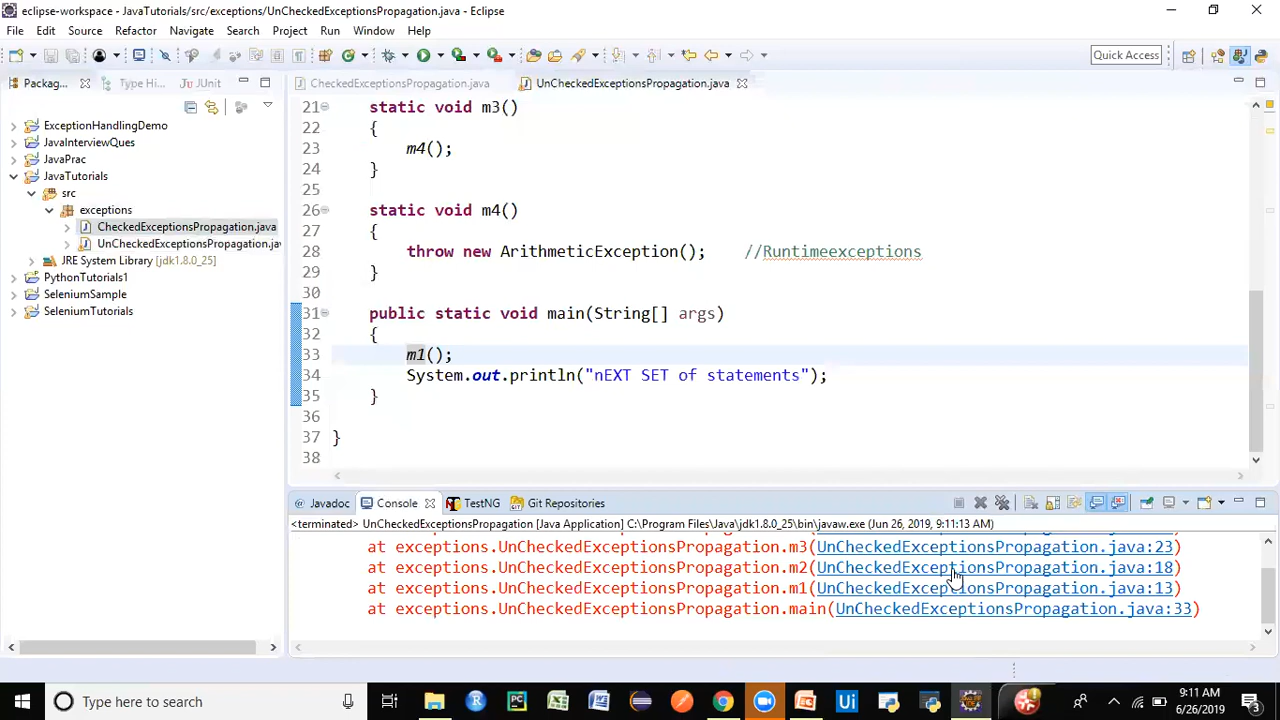 eclipse-workspace - JavaTutorials/src/exceptions/UnCheckedExceptionsPropagation.java - Eclipse
File Edit Source Refactor Navigate Search Project Run Window Help
Quick Access
Packag... Type Hi... JUnit
CheckedExceptionsPropagation.java UnCheckedExceptionsPropagation.java
ExceptionHandlingDemo
JavaInterviewQues
JavaPrac
JavaTutorials
src
exceptions
CheckedExceptionsPropagation.java
UnCheckedExceptionsPropagation.ja
JRE System Library [jdk1.8.0_25]
PythonTutorials1
SeleniumSample
SeleniumTutorials
21 static void m3()
22 {
23 m4();
24 }
25
26 static void m4()
27 {
28 throw new ArithmeticException(); //Runtimeexceptions
29 }
30
31 public static void main(String[] args)
32 {
33 m1();
34 System.out.println("nEXT SET of statements");
35 }
36
37 }
38
Javadoc Console TestNG Git Repositories
<terminated> UnCheckedExceptionsPropagation [Java Application] C:\Program Files\Java\jdk1.8.0_25\bin\javaw.exe (Jun 26, 2019, 9:11:13 AM)
at exceptions.UnCheckedExceptionsPropagation.m3(UnCheckedExceptionsPropagation.java:23)
at exceptions.UnCheckedExceptionsPropagation.m2(UnCheckedExceptionsPropagation.java:18)
at exceptions.UnCheckedExceptionsPropagation.m1(UnCheckedExceptionsPropagation.java:13)
at exceptions.UnCheckedExceptionsPropagation.main(UnCheckedExceptionsPropagation.java:33)
Type here to search
9:11 AM
6/26/2019